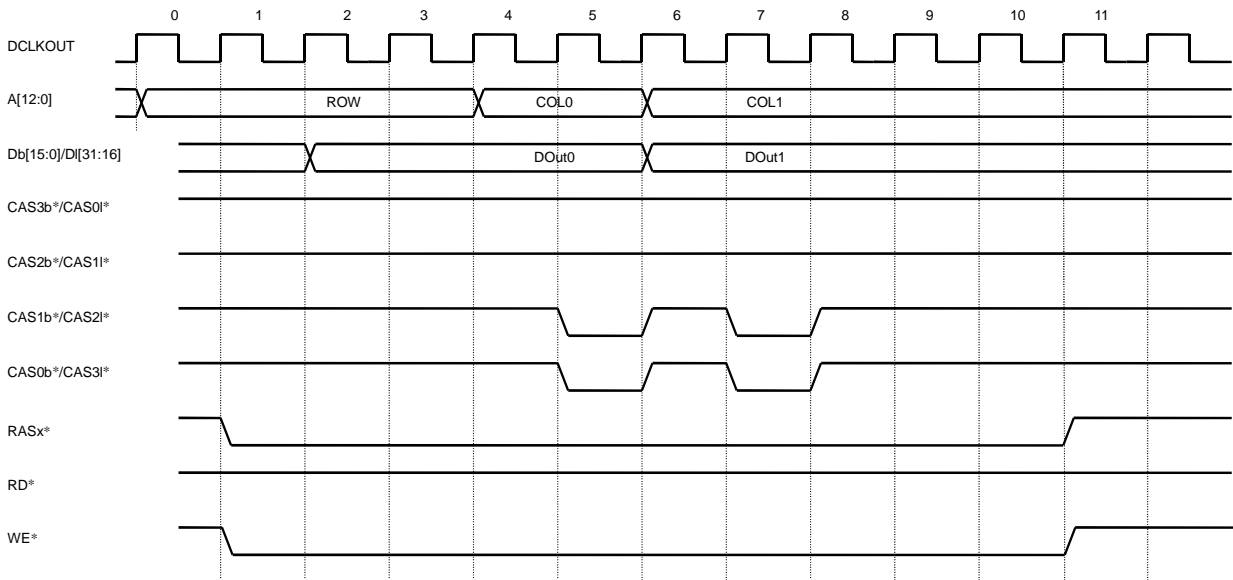 0 1 2 3 4 5 6 7 8 9 10 11
DCLKOUT
A[12:0] ROW COL0 COL1
Db[15:0]/Dl[31:16] DOut0 DOut1
CAS3b*/CAS0l*
CAS2b*/CAS1l*
CAS1b*/CAS2l*
CAS0b*/CAS3l*
RASx*
RD*
WE*